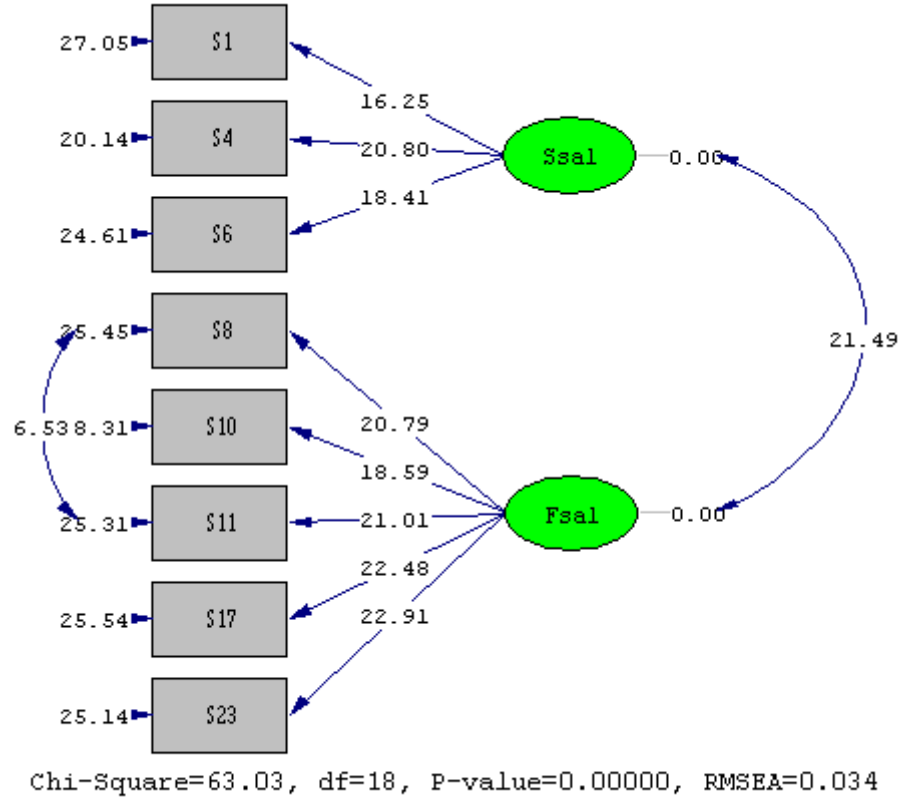 27.05 S1
16.25
20.14 S4 20.80 Ssal 0.00
18.41
24.61 S6
25.45 S8
21.49
20.79
6.53 8.31 S10
18.59
25.31 S11 21.01 Fsal 0.00
22.48
25.54 S17
22.91
25.14 S23
Chi-Square=63.03, df=18, P-value=0.00000, RMSEA=0.034